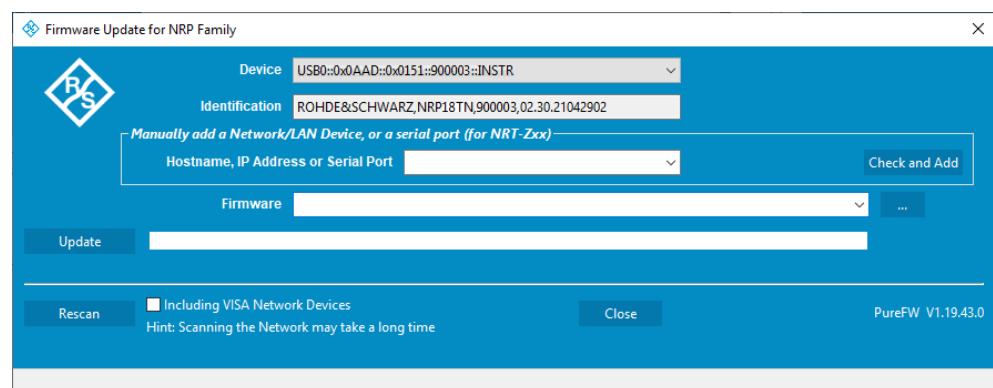 Firmware Update for NRP Family
R S
Device USB0::0x0AAD::0x0151::900003::INSTR
Identification ROHDE&SCHWARZ,NRP18TN,900003,02.30.21042902
Manually add a Network/LAN Device, or a serial port (for NRT-Zxx)
Hostname, IP Address or Serial Port Check and Add
Firmware ...
Update
Rescan Including VISA Network Devices Close PureFW V1.19.43.0
Hint: Scanning the Network may take a long time